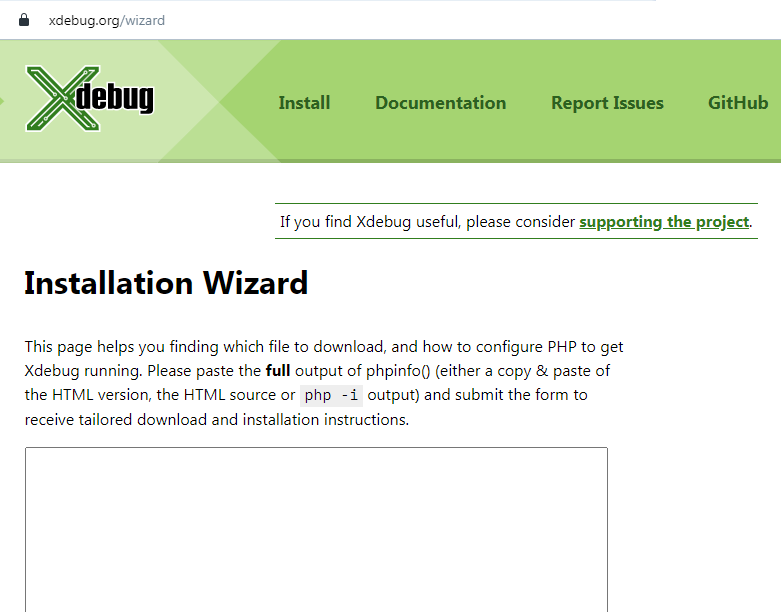 xdebug.org/wizard
Xdebug
Install
Documentation
Report Issues
GitHub
If you find Xdebug useful, please consider supporting the project.
Installation Wizard
This page helps you finding which file to download, and how to configure PHP to get
Xdebug running. Please paste the full output of phpinfo() (either a copy & paste of
the HTML version, the HTML source or php -i output) and submit the form to
receive tailored download and installation instructions.